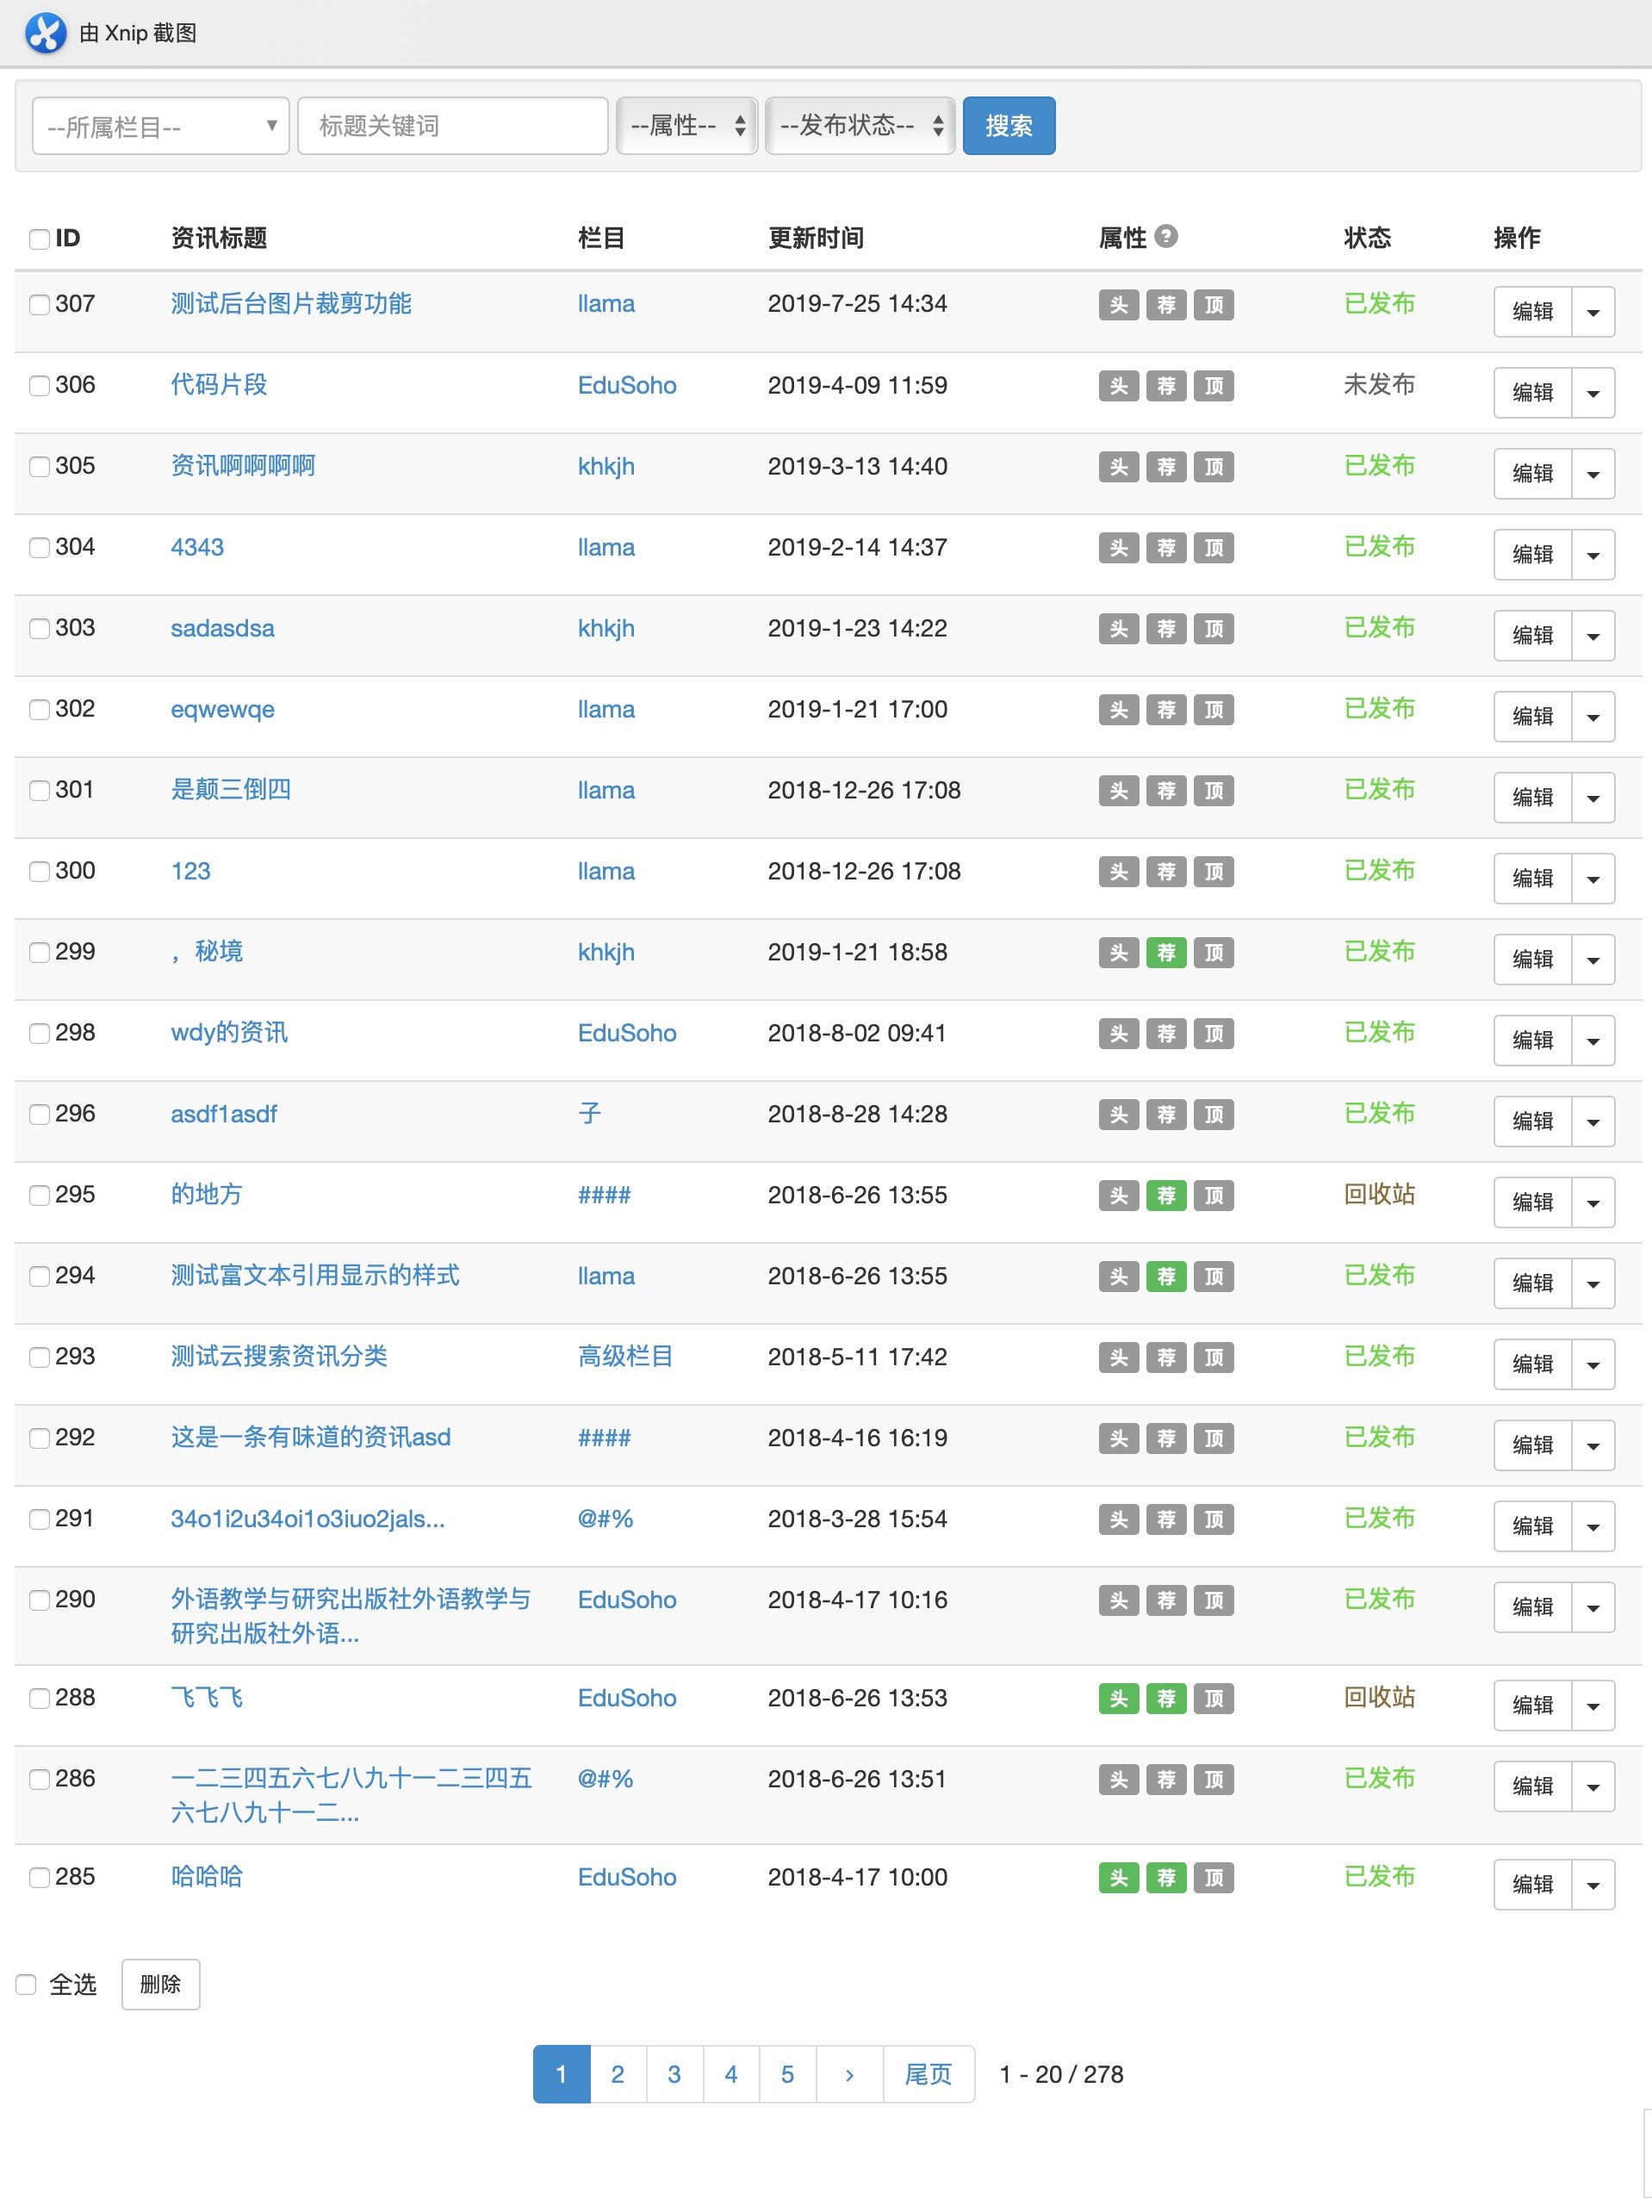 由 Xnip 截图
--所属栏目-- 标题关键词 --属性-- --发布状态-- 搜索
ID 资讯标题 栏目 更新时间 属性 ? 状态 操作
307 测试后台图片裁剪功能 llama 2019-7-25 14:34 头 荐 顶 已发布 编辑
306 代码片段 EduSoho 2019-4-09 11:59 头 荐 顶 未发布 编辑
305 资讯啊啊啊啊 khkjh 2019-3-13 14:40 头 荐 顶 已发布 编辑
304 4343 llama 2019-2-14 14:37 头 荐 顶 已发布 编辑
303 sadasdsa khkjh 2019-1-23 14:22 头 荐 顶 已发布 编辑
302 eqwewqe llama 2019-1-21 17:00 头 荐 顶 已发布 编辑
301 是颠三倒四 llama 2018-12-26 17:08 头 荐 顶 已发布 编辑
300 123 llama 2018-12-26 17:08 头 荐 顶 已发布 编辑
299 ，秘境 khkjh 2019-1-21 18:58 头 荐 顶 已发布 编辑
298 wdy的资讯 EduSoho 2018-8-02 09:41 头 荐 顶 已发布 编辑
296 asdf1asdf 子 2018-8-28 14:28 头 荐 顶 已发布 编辑
295 的地方 #### 2018-6-26 13:55 头 荐 顶 回收站 编辑
294 测试富文本引用显示的样式 llama 2018-6-26 13:55 头 荐 顶 已发布 编辑
293 测试云搜索资讯分类 高级栏目 2018-5-11 17:42 头 荐 顶 已发布 编辑
292 这是一条有味道的资讯asd #### 2018-4-16 16:19 头 荐 顶 已发布 编辑
291 34o1i2u34oi1o3iuo2jals... @#% 2018-3-28 15:54 头 荐 顶 已发布 编辑
290 外语教学与研究出版社外语教学与 EduSoho 2018-4-17 10:16 头 荐 顶 已发布 编辑
研究出版社外语...
288 飞飞飞 EduSoho 2018-6-26 13:53 头 荐 顶 回收站 编辑
286 一二三四五六七八九十一二三四五 @#% 2018-6-26 13:51 头 荐 顶 已发布 编辑
六七八九十一二...
285 哈哈哈 EduSoho 2018-4-17 10:00 头 荐 顶 已发布 编辑
全选 删除
1 2 3 4 5 › 尾页 1 - 20 / 278